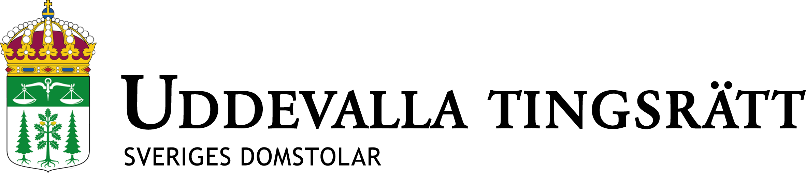 UDDEVALLA TINGSRÄTT
SVERIGES DOMSTOLAR